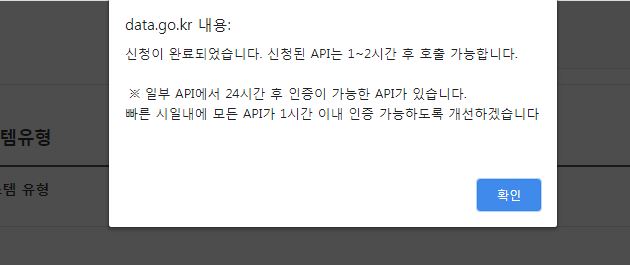 data.go.kr 내용:
신청이 완료되었습니다. 신청된 API는 1~2시간 후 호출 가능합니다.
※ 일부 API에서 24시간 후 인증이 가능한 API가 있습니다.
빠른 시일내에 모든 API가 1시간 이내 인증 가능하도록 개선하겠습니다
템유형
스템 유형
확인